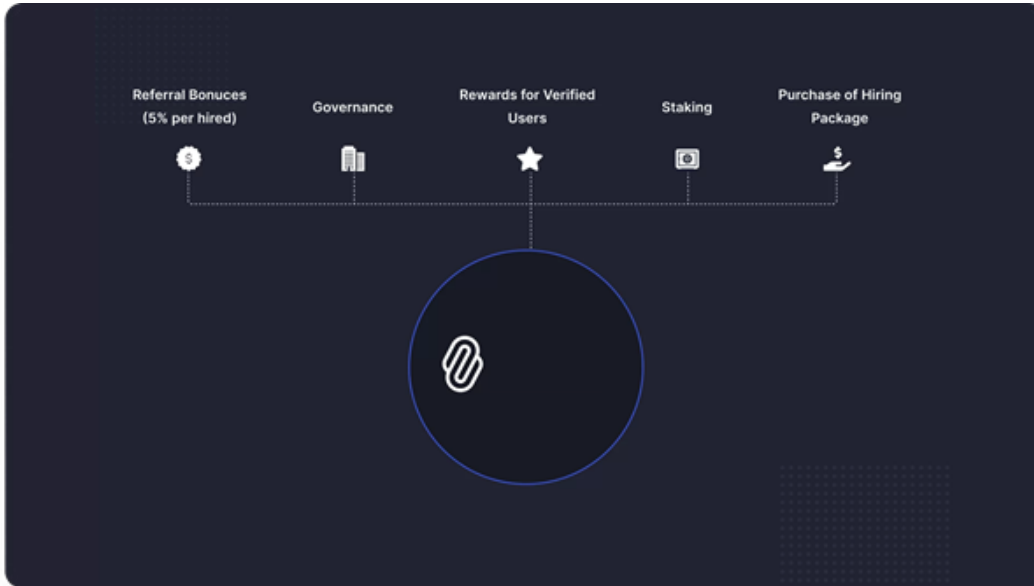 Referral Bonuces
(5% per hired)
Governance
Rewards for Verified
Users
Staking
Purchase of Hiring
Package